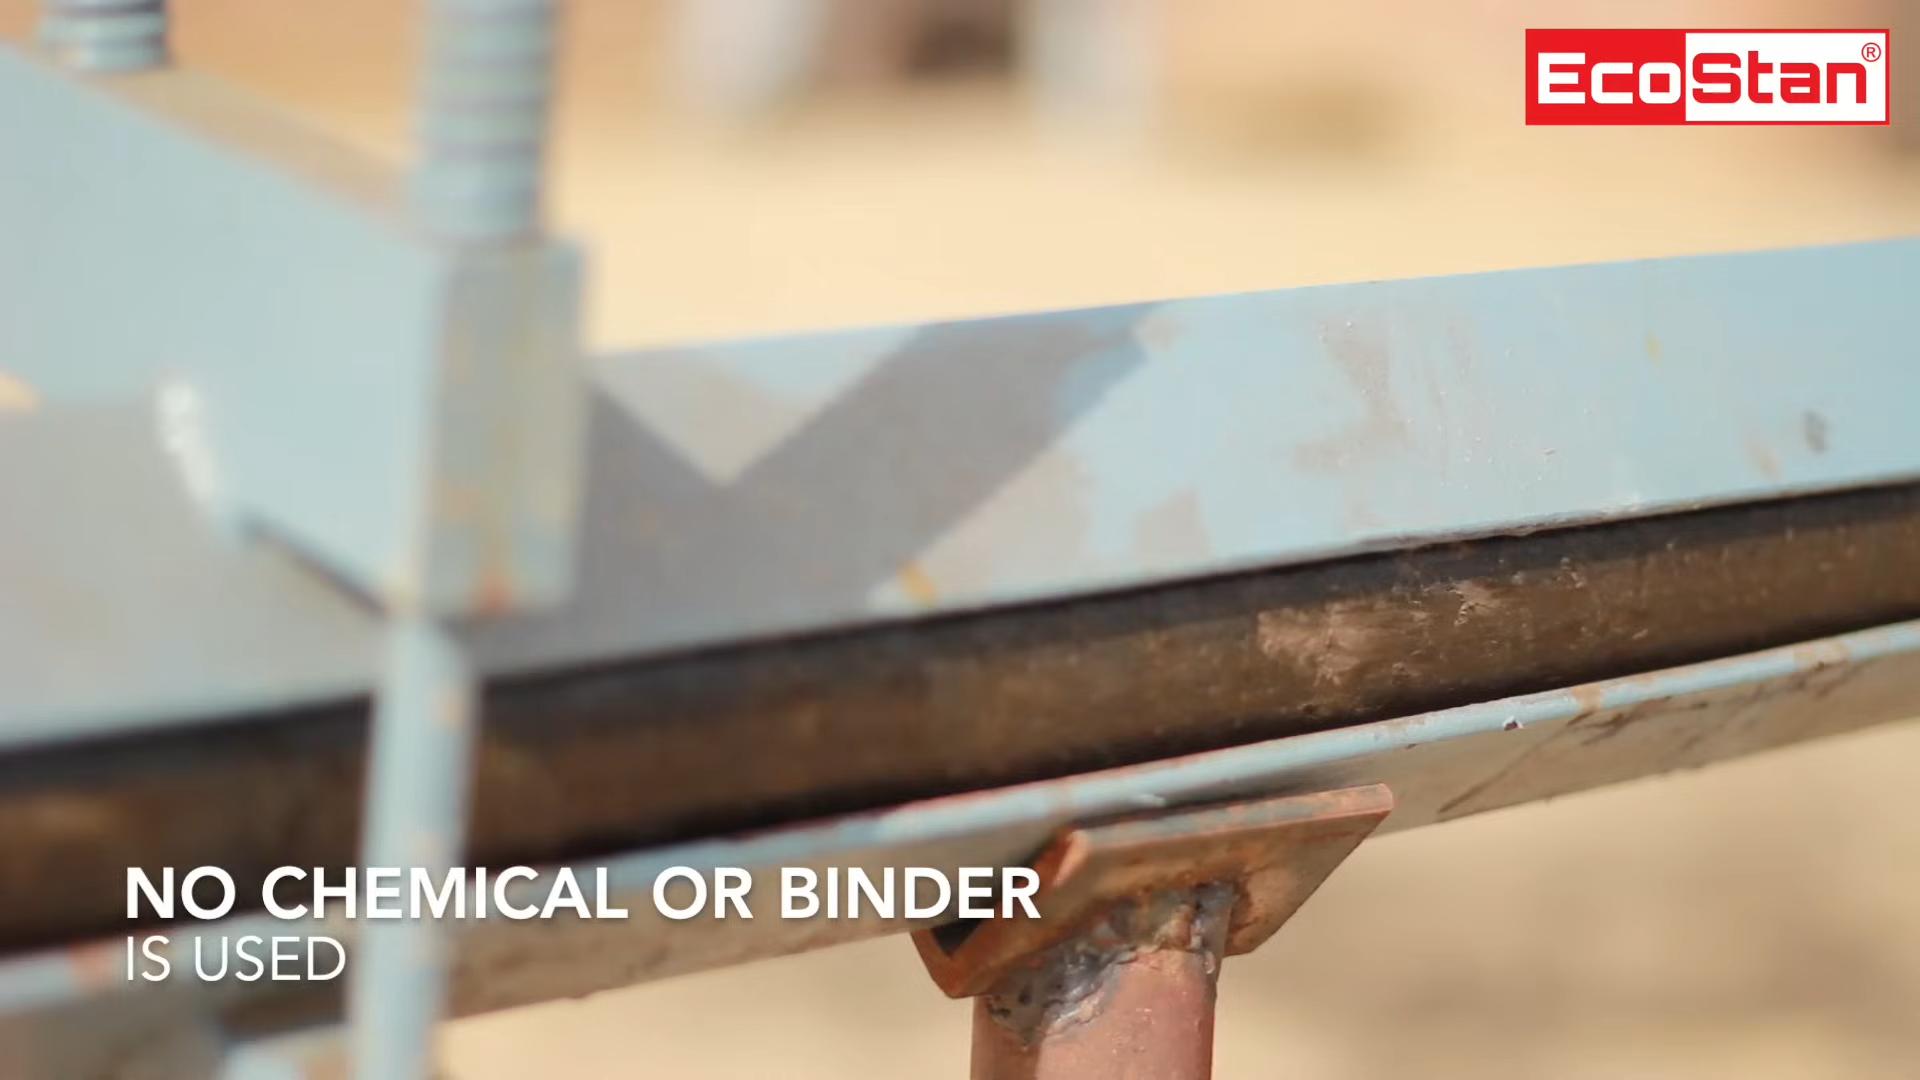 EcoStan®
NO CHEMICAL OR BINDER
IS USED